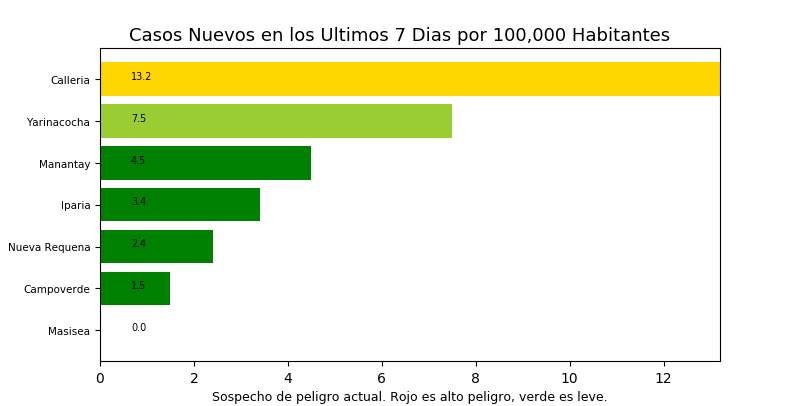 Casos Nuevos en los Ultimos 7 Dias por 100,000 Habitantes
Calleria 13.2
Yarinacocha 7.5
Manantay 4.5
Iparia 3.4
Nueva Requena 2.4
Campoverde 1.5
Masisea 0.0
0 2 4 6 8 10 12
Sospecho de peligro actual. Rojo es alto peligro, verde es leve.